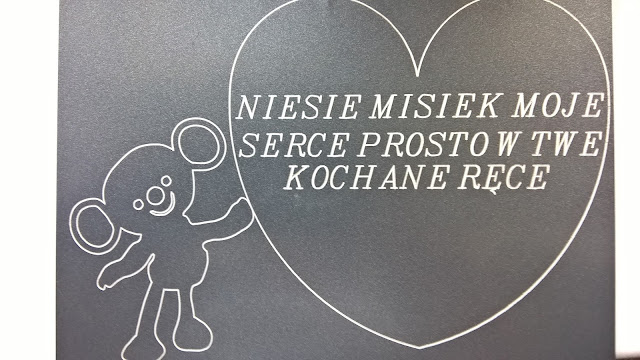 NIESIE MISIEK MOJE
SERCE PROSTO W TWE
KOCHANE RĘCE